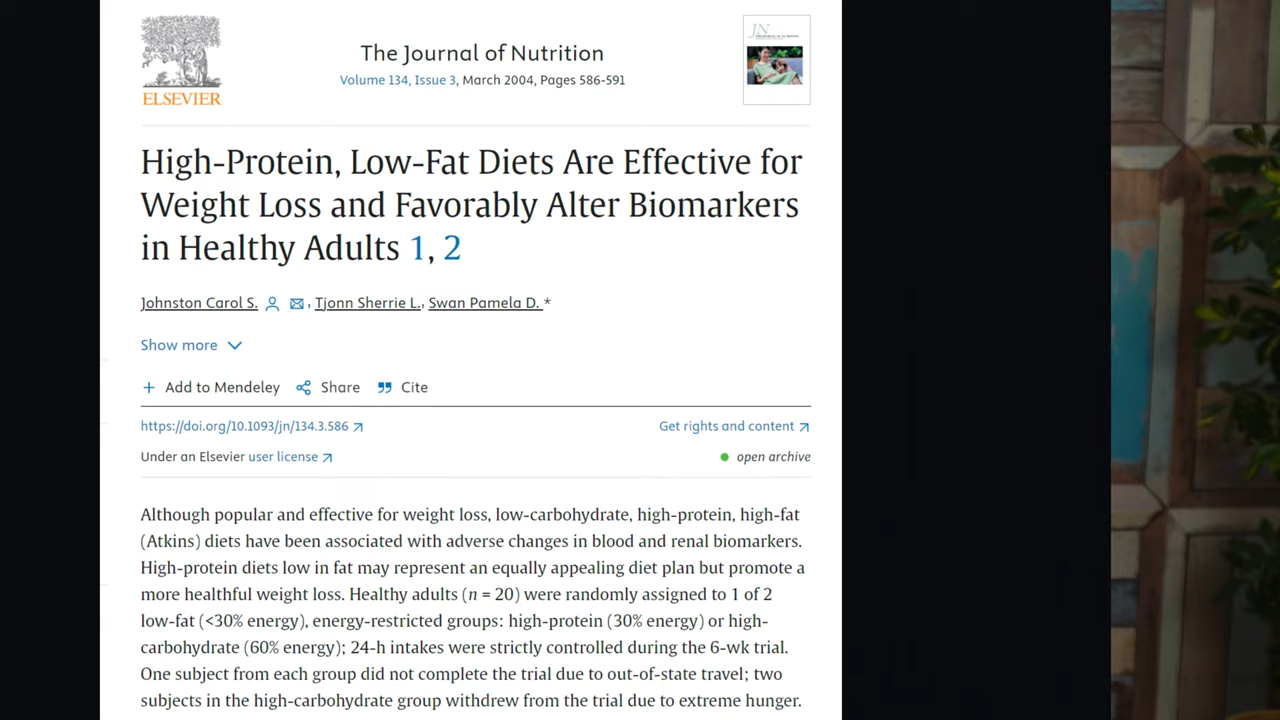 The Journal of Nutrition
Volume 134, Issue 3, March 2004, Pages 586-591
ELSEVIER
JN
High-Protein, Low-Fat Diets Are Effective for
Weight Loss and Favorably Alter Biomarkers
in Healthy Adults 1, 2
Johnston Carol S. , Tjonn Sherrie L., Swan Pamela D. *
Show more
+ Add to Mendeley Share Cite
https://doi.org/10.1093/jn/134.3.586 Get rights and content
Under an Elsevier user license open archive
Although popular and effective for weight loss, low-carbohydrate, high-protein, high-fat
(Atkins) diets have been associated with adverse changes in blood and renal biomarkers.
High-protein diets low in fat may represent an equally appealing diet plan but promote a
more healthful weight loss. Healthy adults (n = 20) were randomly assigned to 1 of 2
low-fat (<30% energy), energy-restricted groups: high-protein (30% energy) or high-
carbohydrate (60% energy); 24-h intakes were strictly controlled during the 6-wk trial.
One subject from each group did not complete the trial due to out-of-state travel; two
subjects in the high-carbohydrate group withdrew from the trial due to extreme hunger.